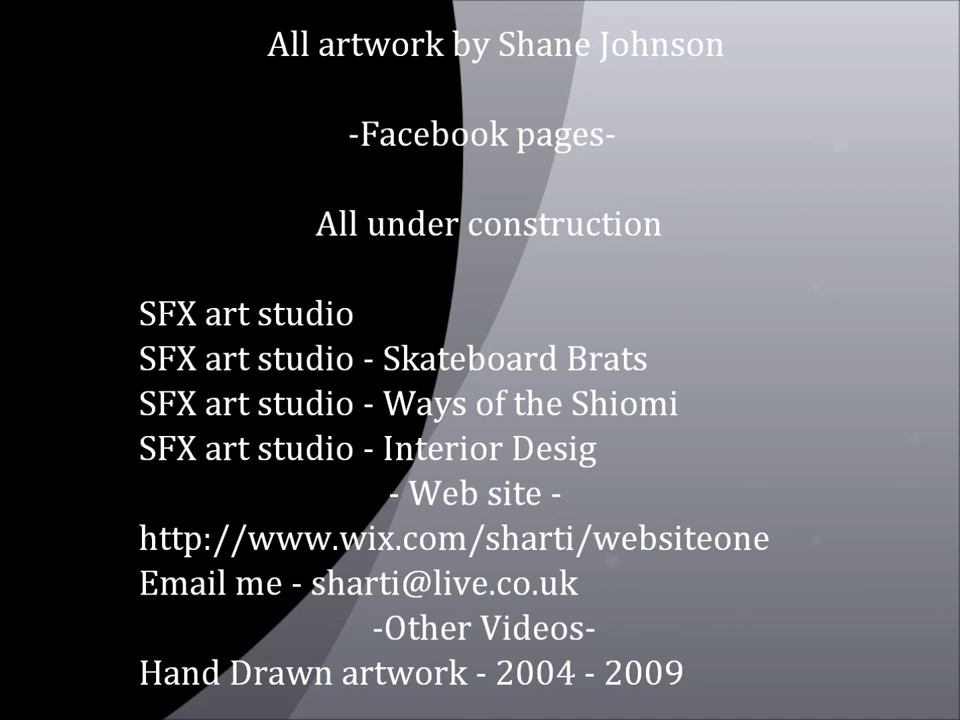 All artwork by Shane Johnson
-Facebook pages-
All under construction
SFX art studio
SFX art studio - Skateboard Brats
SFX art studio - Ways of the Shiomi
SFX art studio - Interior Desig
- Web site -
http://www.wix.com/sharti/websiteone
Email me - sharti@live.co.uk
-Other Videos-
Hand Drawn artwork - 2004 - 2009